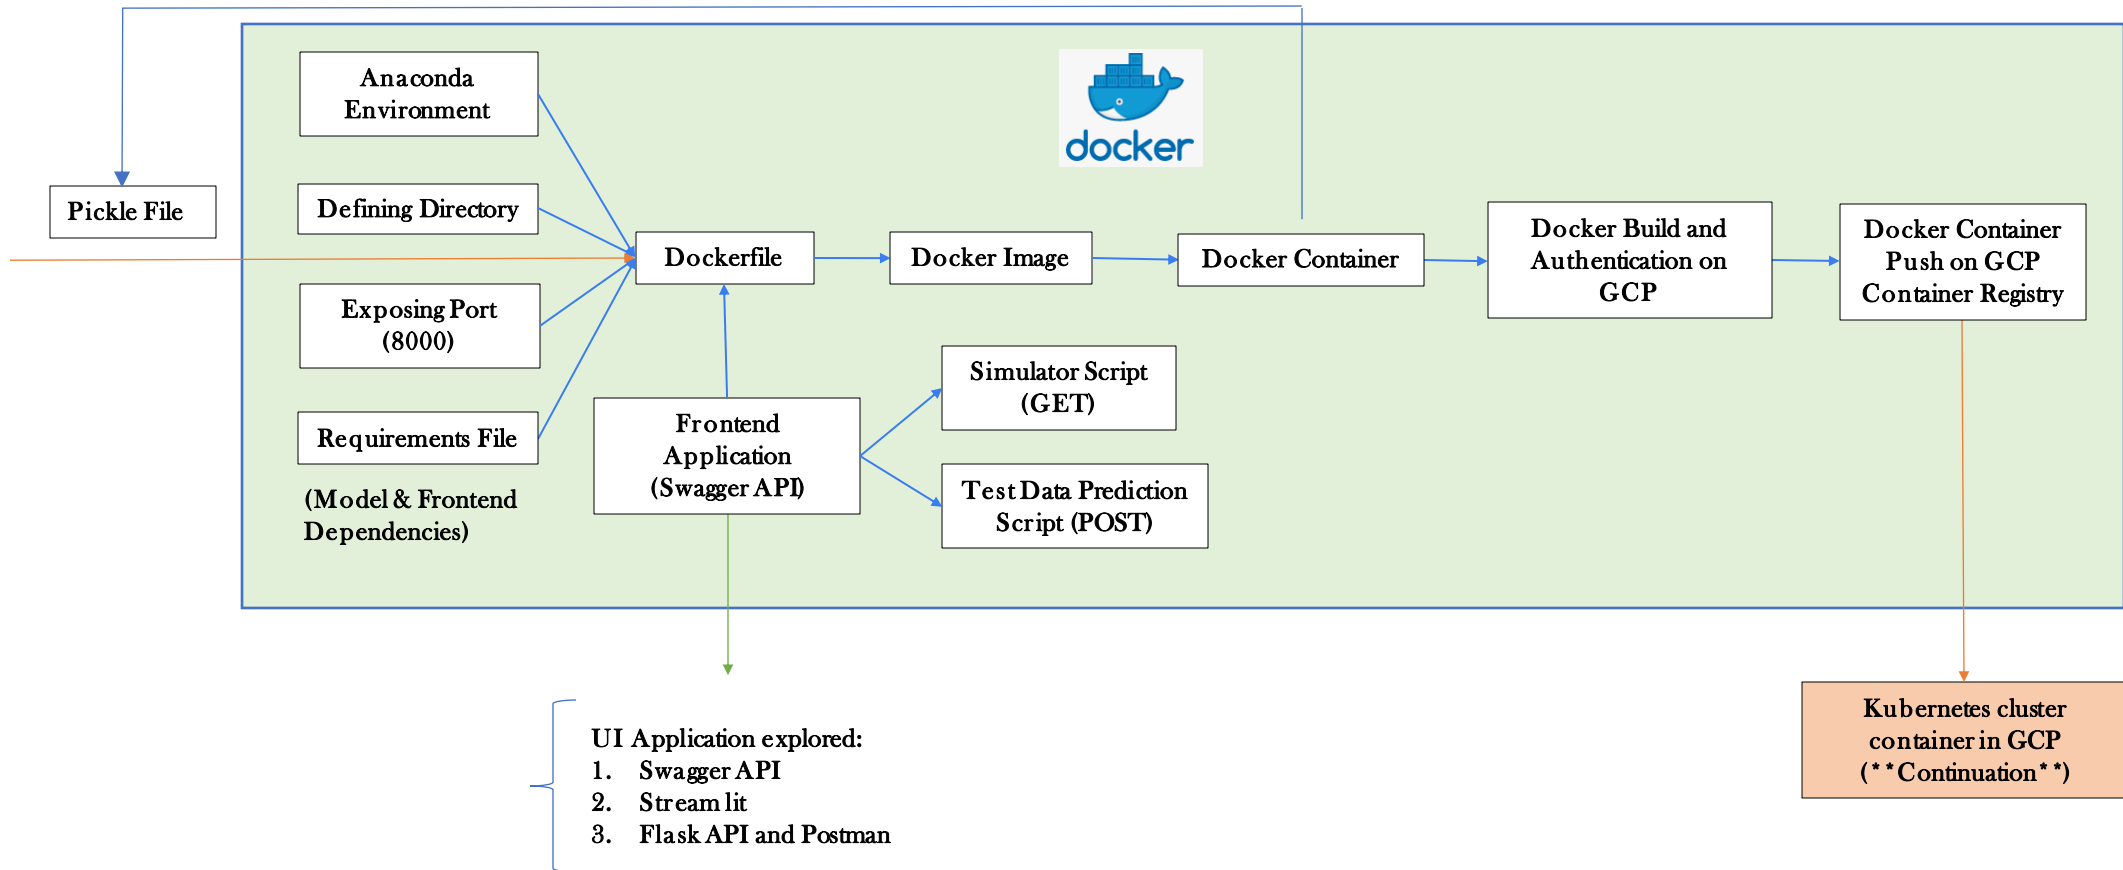 Anaconda
Environment
docker
Pickle File
Defining Directory
Dockerfile
Docker Image
Docker Container
Docker Build and
Authentication on
GCP
Docker Container
Push on GCP
Container Registry
Exposing Port
(8000)
Simulator Script
(GET)
Requirements File
(Model & Frontend
Dependencies)
Frontend
Application
(Swagger API)
Test Data Prediction
Script (POST)
UI Application explored:
1. Swagger API
2. Stream lit
3. Flask API and Postman
Kubernetes cluster
container in GCP
(**Continuation**)